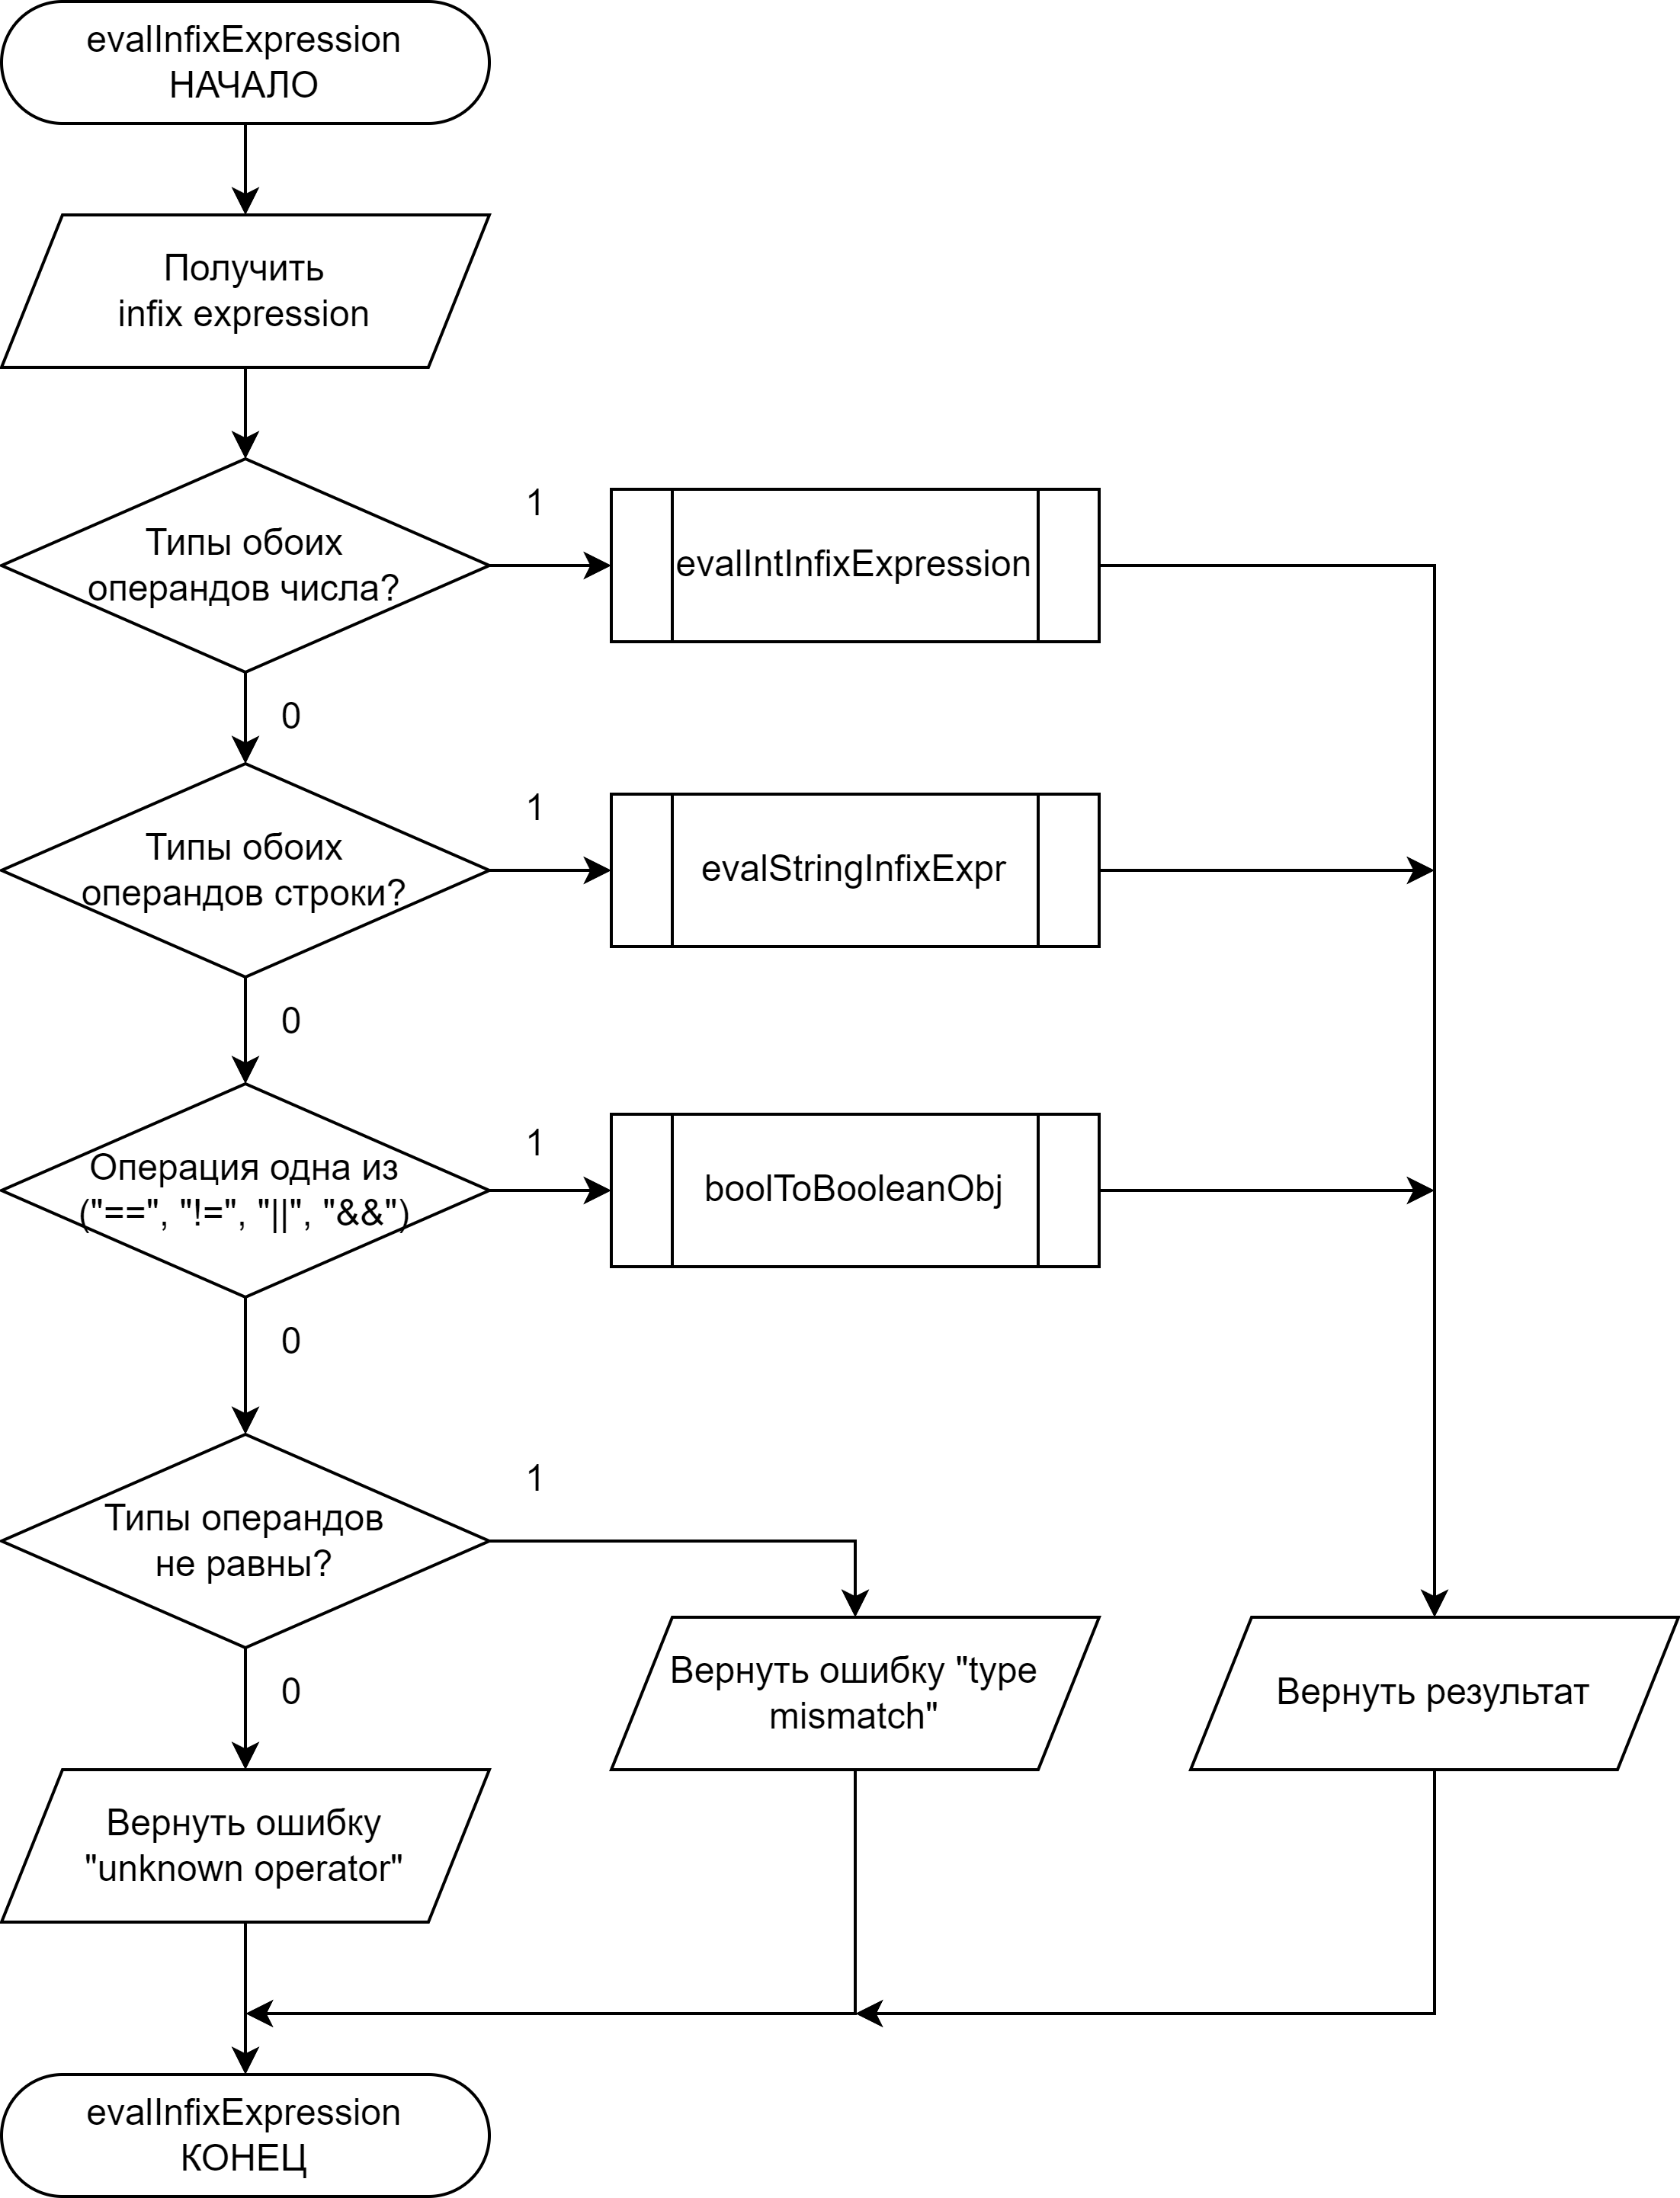 evalInfixExpression
НАЧАЛО
Получить
infix expression
Типы обоих
операндов числа?
1
evalIntInfixExpression
0
Типы обоих
операндов строки?
1
evalStringInfixExpr
0
Операция одна из
("==", "!=", "||", "&&")
1
boolToBooleanObj
0
Типы операндов
не равны?
1
Вернуть ошибку "type
mismatch"
Вернуть результат
0
Вернуть ошибку
"unknown operator"
evalInfixExpression
КОНЕЦ